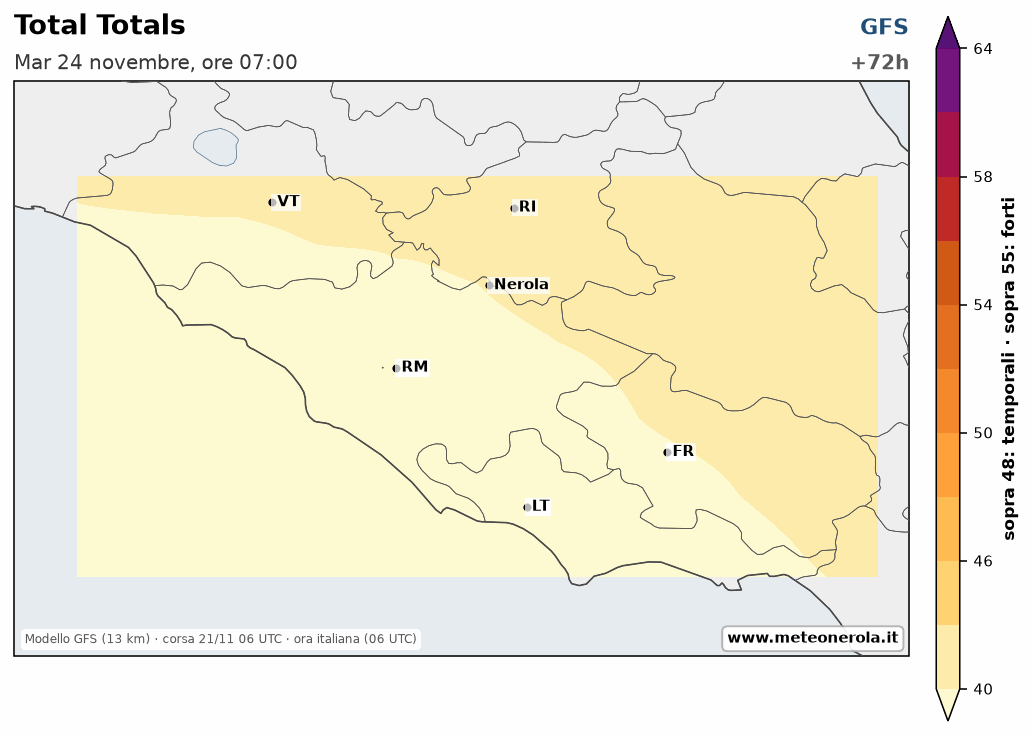 Total Totals
GFS
Mar 24 novembre, ore 07:00
+72h
64
58
54
50
46
40
sopra 48: temporali · sopra 55: forti
VT
RI
Nerola
RM
FR
LT
Modello GFS (13 km) · corsa 21/11 06 UTC · ora italiana (06 UTC)
www.meteonerola.it